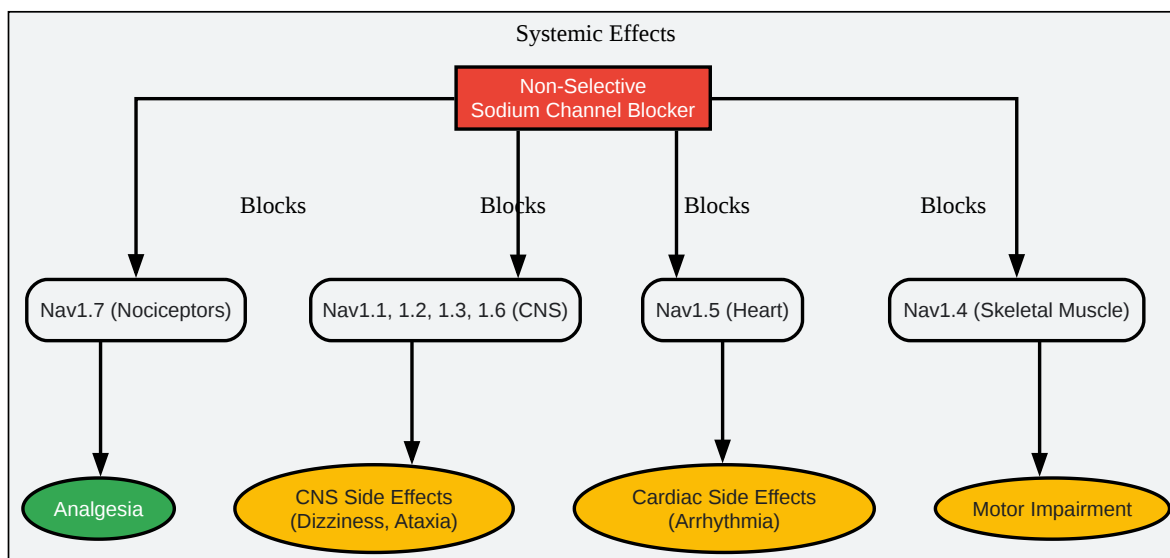 Systemic Effects
Non-Selective
Sodium Channel Blocker
Blocks
Blocks
Blocks
Blocks
Nav1.7 (Nociceptors)
Nav1.1, 1.2, 1.3, 1.6 (CNS)
Nav1.5 (Heart)
Nav1.4 (Skeletal Muscle)
Analgesia
CNS Side Effects
(Dizziness, Ataxia)
Cardiac Side Effects
(Arrhythmia)
Motor Impairment